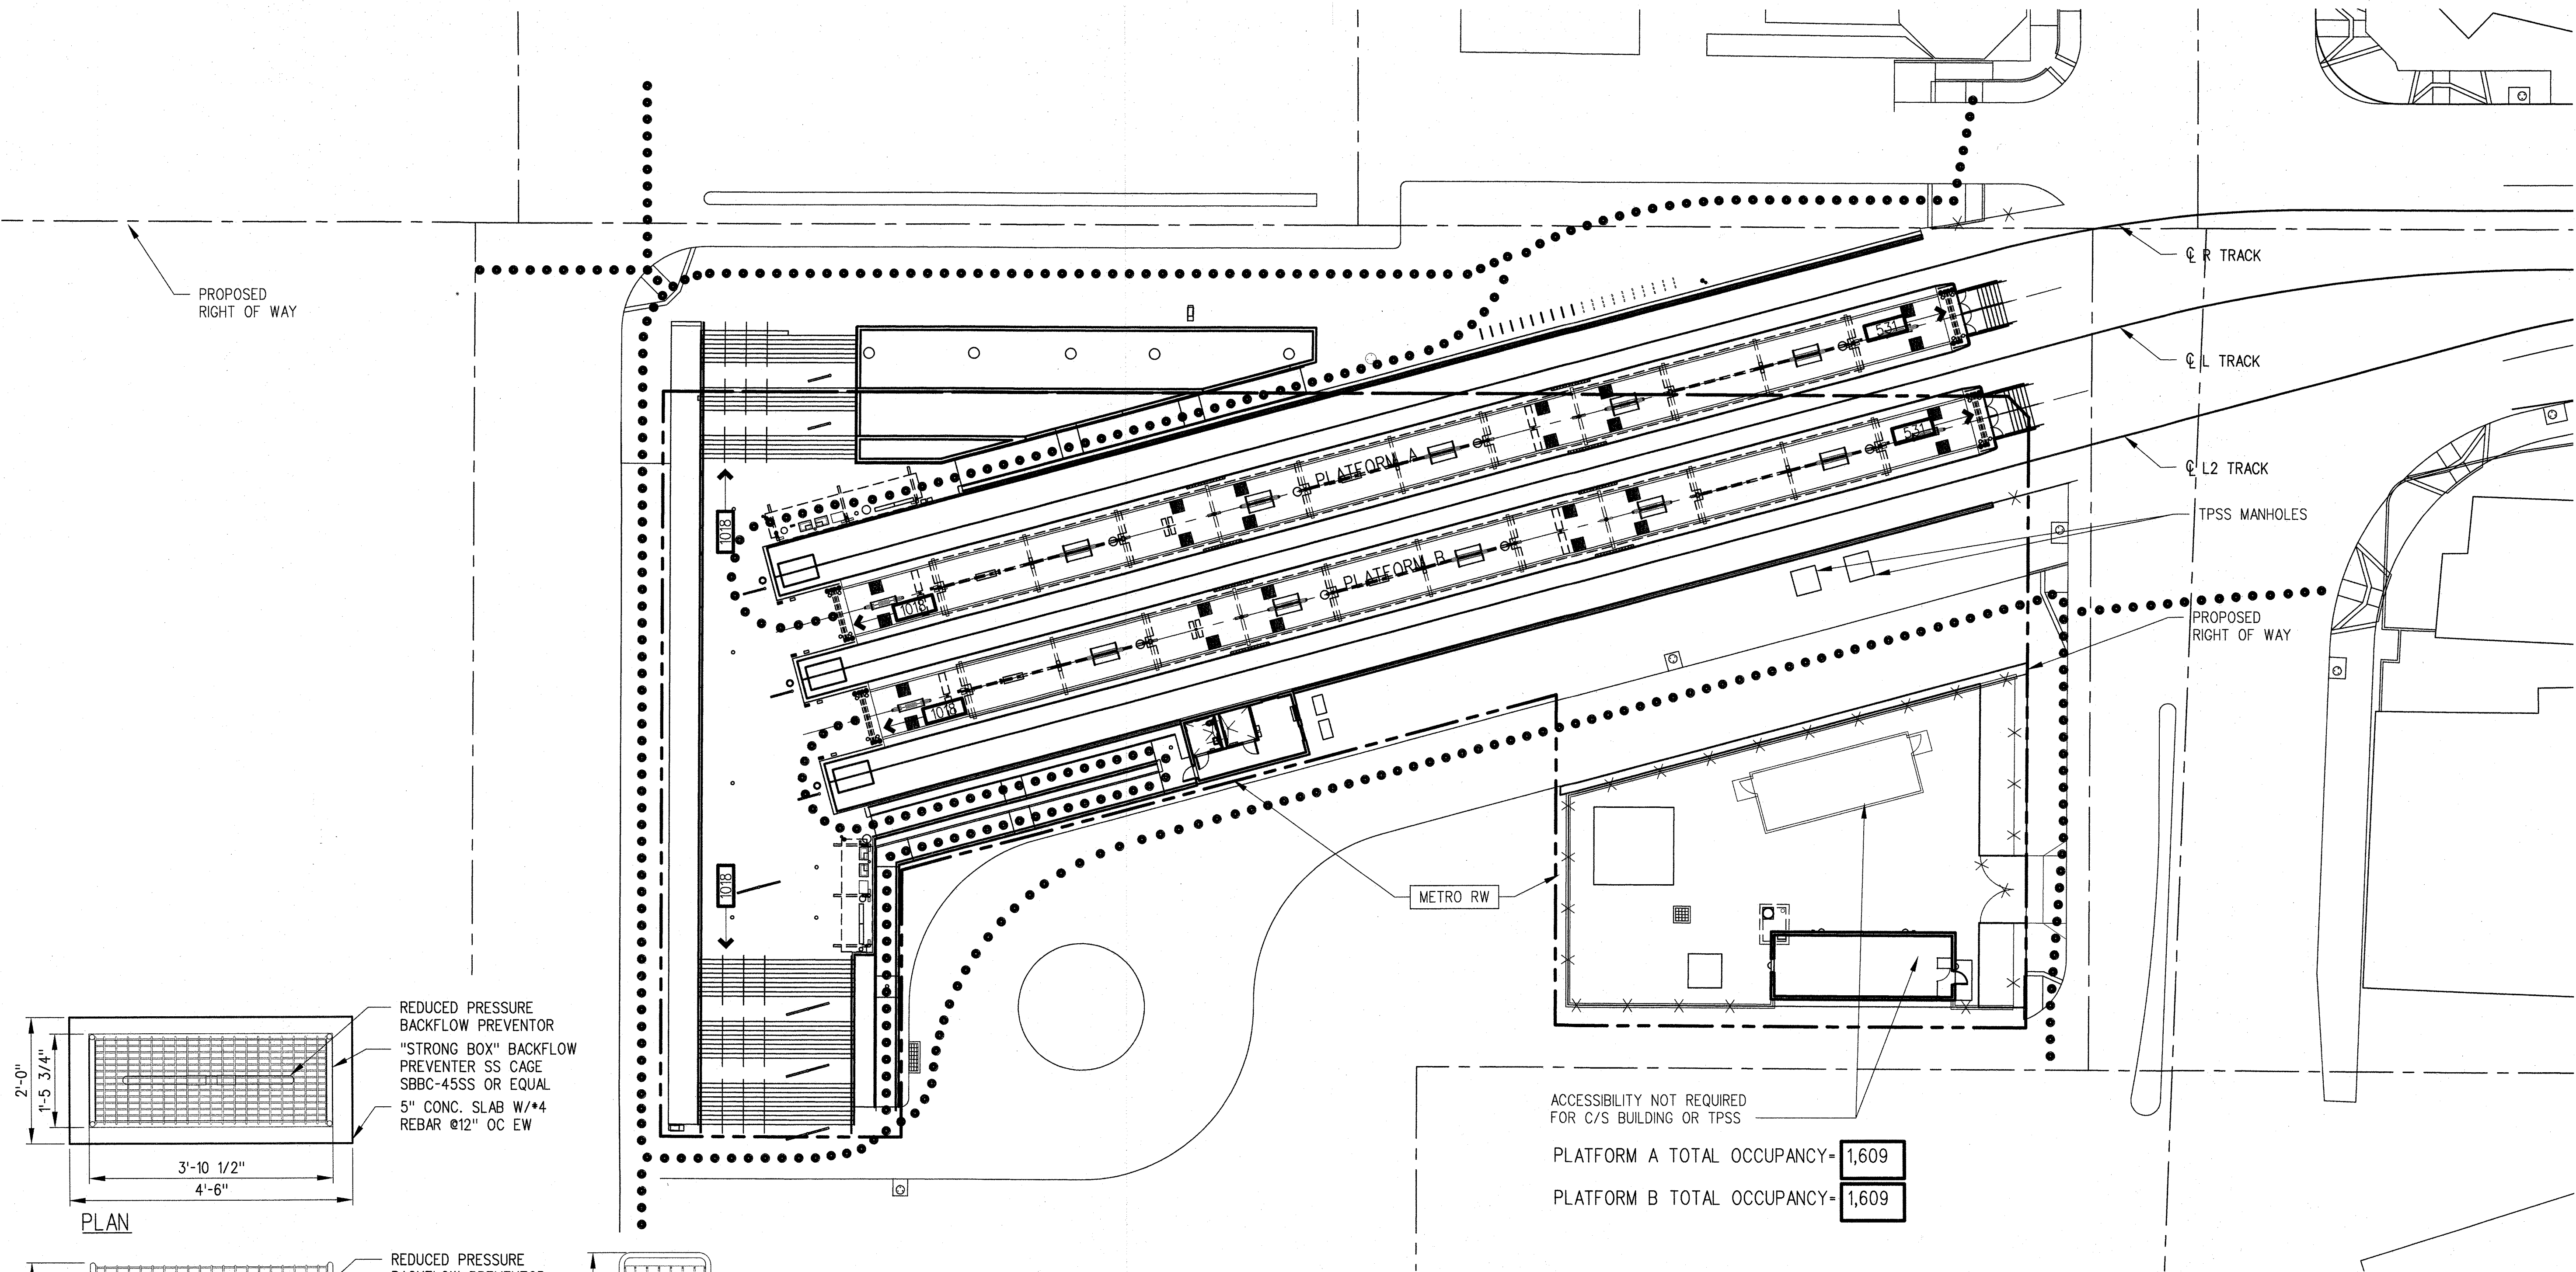 PROPOSED
RIGHT OF WAY
℄ R TRACK
531
℄ L TRACK
531
PLATFORM A
℄ L2 TRACK
1018
TPSS MANHOLES
PLATFORM B
1018
PROPOSED
RIGHT OF WAY
1018
1018
METRO RW
REDUCED PRESSURE
BACKFLOW PREVENTOR
"STRONG BOX" BACKFLOW
PREVENTER SS CAGE
SBBC-45SS OR EQUAL
5" CONC. SLAB W/#4
REBAR @12" OC EW
2'-0"
1'-5 3/4"
3'-10 1/2"
4'-6"
PLAN
ACCESSIBILITY NOT REQUIRED
FOR C/S BUILDING OR TPSS
PLATFORM A TOTAL OCCUPANCY= 1,609
PLATFORM B TOTAL OCCUPANCY= 1,609
REDUCED PRESSURE